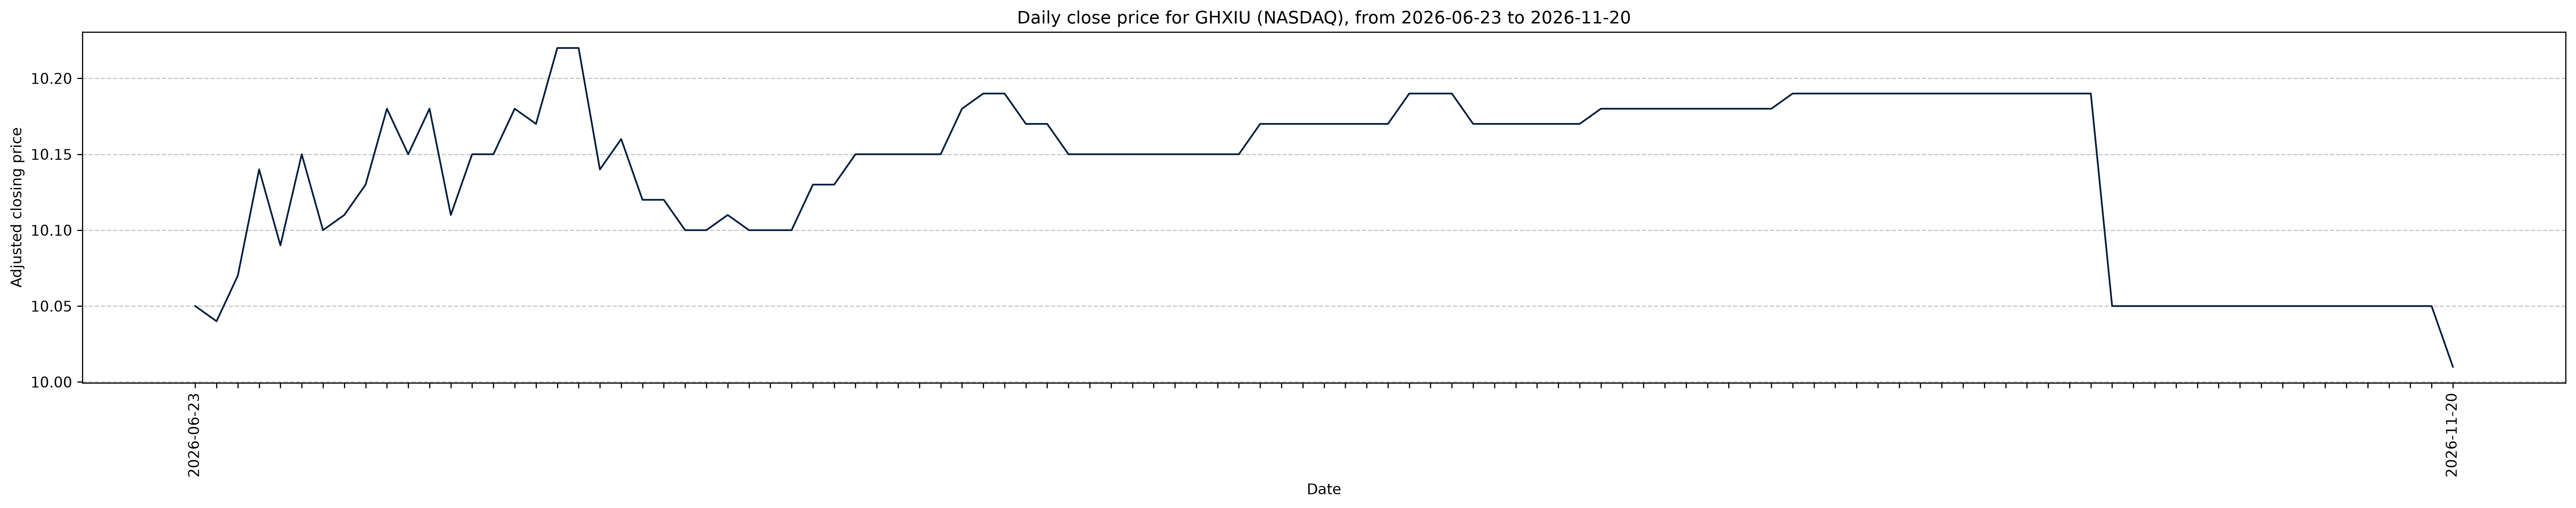 Daily close price for GHXIU (NASDAQ), from 2026-06-23 to 2026-11-20
Adjusted closing price
10.20
10.15
10.10
10.05
10.00
2026-06-23
2026-11-20
Date